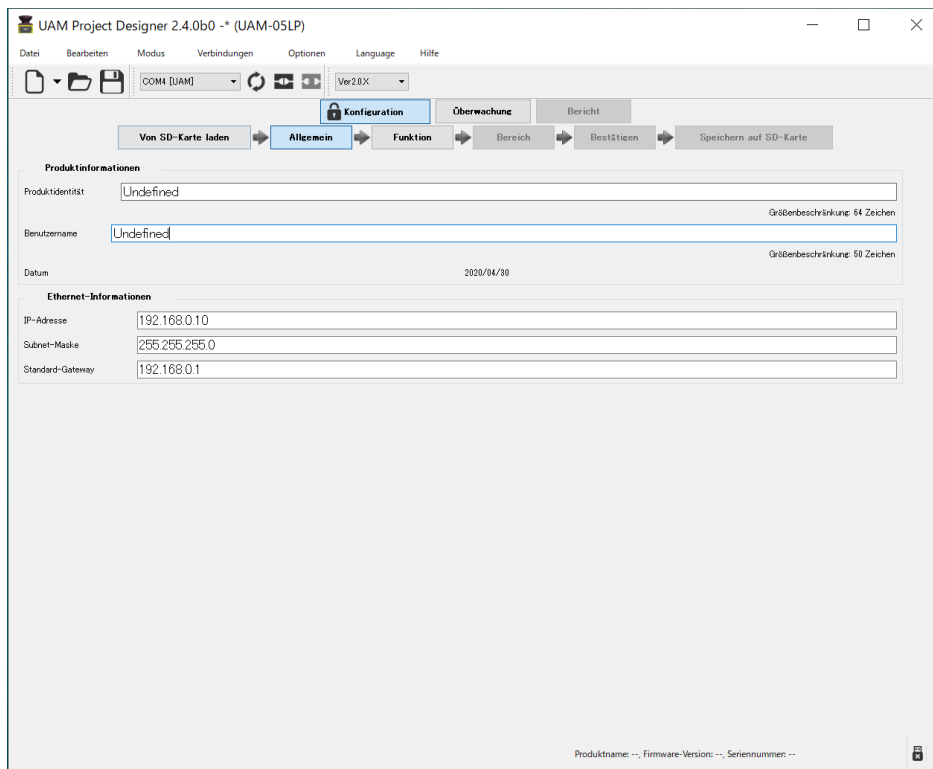 UAM Project Designer 2.4.0b0 -* (UAM-05LP)
Datei Bearbeiten Modus Verbindungen Optionen Language Hilfe
COM4 [UAM] Ver2.0.X
Konfiguration Überwachung Bericht
Von SD-Karte laden Allgemein Funktion Bereich Bestätigen Speichern auf SD-Karte
Produktinformationen
Produktidentität Undefined
Größenbeschränkung: 64 Zeichen
Benutzername Undefined
Größenbeschränkung: 50 Zeichen
Datum 2020/04/30
Ethernet-Informationen
IP-Adresse 192.168.0.10
Subnet-Maske 255.255.255.0
Standard-Gateway 192.168.0.1
Produktname: --, Firmware-Version: --, Seriennummer: --